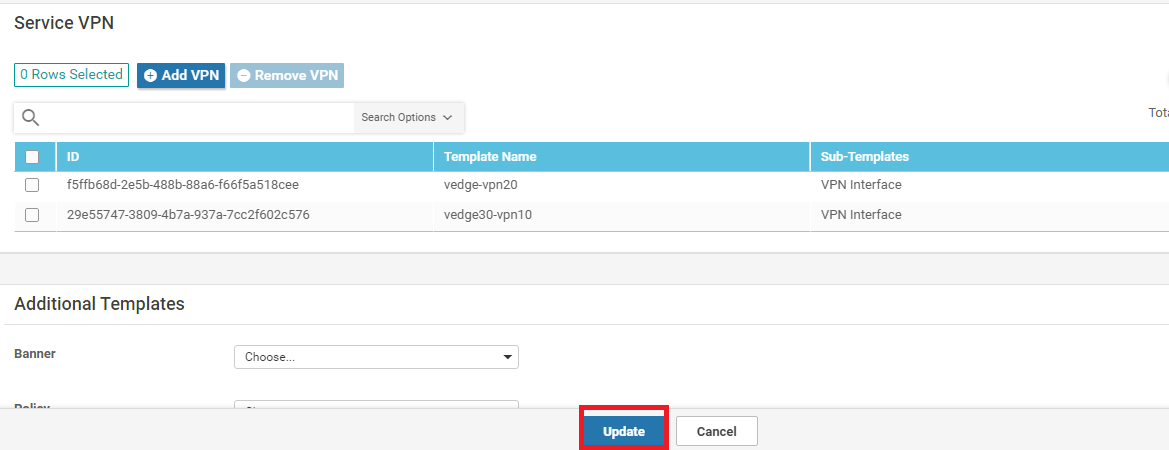 Service VPN
0 Rows Selected
Add VPN
Remove VPN
Search Options
ID
Template Name
Sub-Templates
f5ffb68d-2e5b-488b-88a6-f66f5a518cee
vedge-vpn20
VPN Interface
29e55747-3809-4b7a-937a-7cc2f602c576
vedge30-vpn10
VPN Interface
Additional Templates
Banner
Choose...
Policy
Update
Cancel